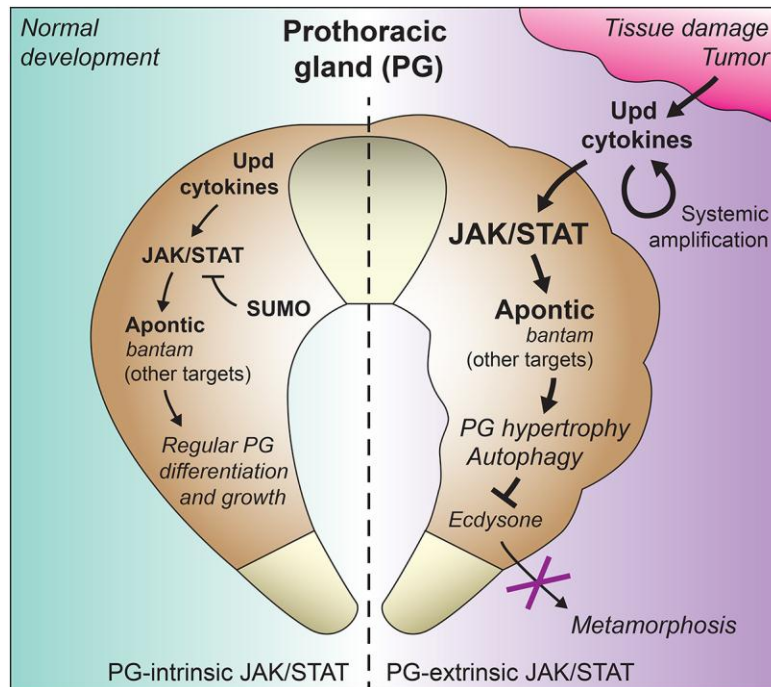 Normal
development
Prothoracic
gland (PG)
Tissue damage
Tumor
Upd
cytokines
JAK/STAT
SUMO
Apontic
bantam
(other targets)
Regular PG
differentiation
and growth
Upd
cytokines
Systemic
amplification
JAK/STAT
Apontic
bantam
(other targets)
PG hypertrophy
Autophagy
Ecdysone
Metamorphosis
PG-intrinsic JAK/STAT
PG-extrinsic JAK/STAT